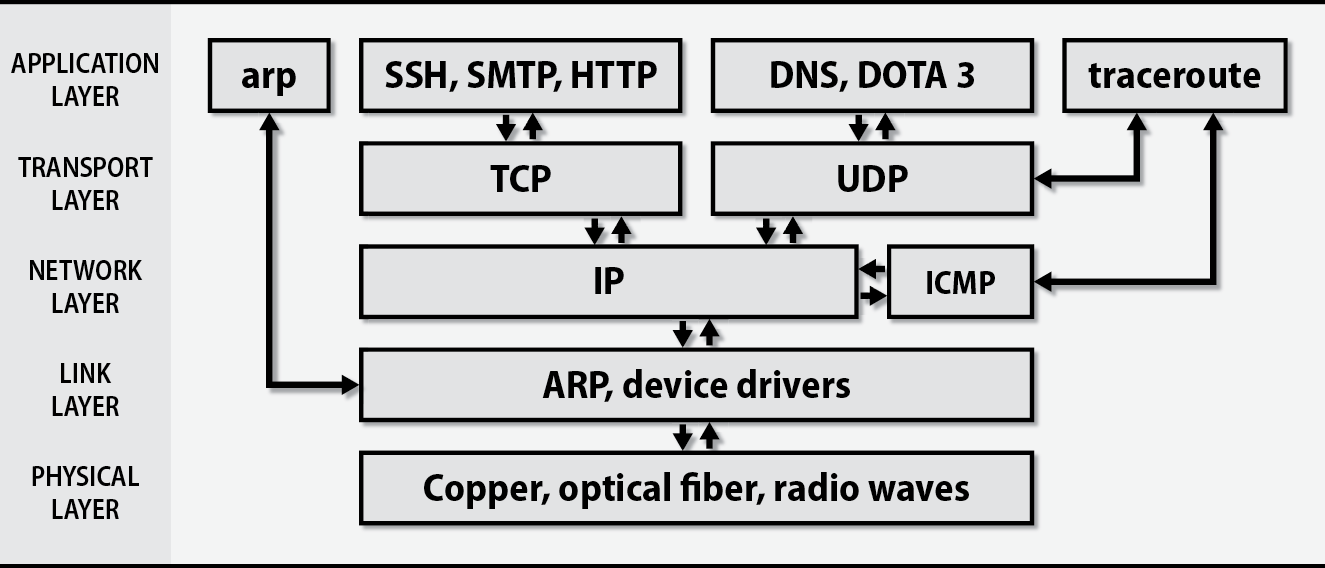 APPLICATION
LAYER
arp
SSH, SMTP, HTTP
DNS, DOTA 3
traceroute
TRANSPORT
LAYER
TCP
UDP
NETWORK
LAYER
IP
ICMP
LINK
LAYER
ARP, device drivers
PHYSICAL
LAYER
Copper, optical fiber, radio waves